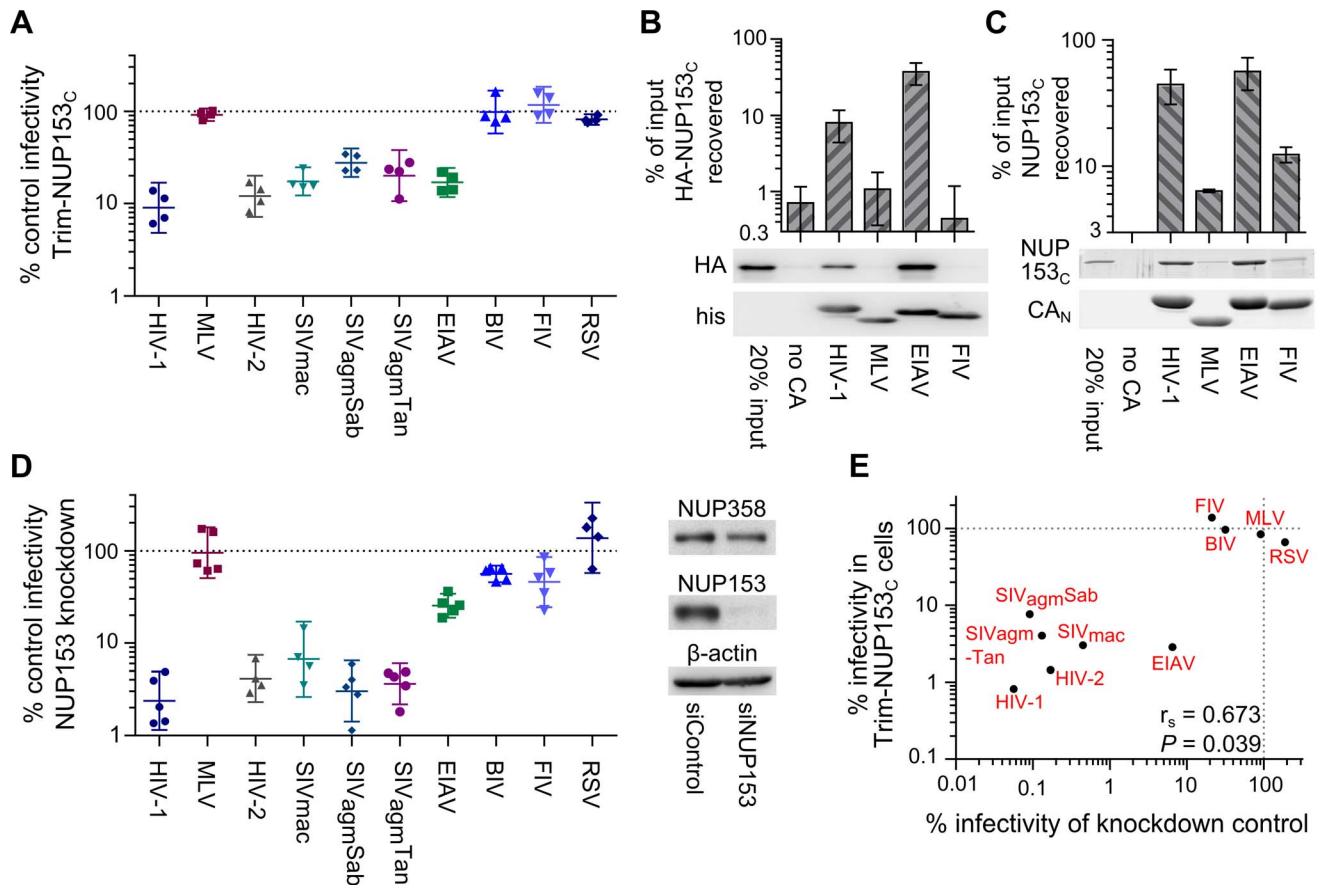 A
% control infectivity
Trim-NUP153C
100
10
1
HIV-1
MLV
HIV-2
SIVmac
SIVagmSab
SIVagmTan
EIAV
BIV
FIV
RSV
B
% of input
HA-NUP153C
recovered
100
10
1
0.3
HA
his
20% input
no CA
HIV-1
MLV
EIAV
FIV
C
% of input
NUP153C
recovered
100
10
3
NUP
153C
CAN
20% input
no CA
HIV-1
MLV
EIAV
FIV
D
% control infectivity
NUP153 knockdown
100
10
1
HIV-1
MLV
HIV-2
SIVmac
SIVagmSab
SIVagmTan
EIAV
BIV
FIV
RSV
NUP358
NUP153
β-actin
siControl
siNUP153
E
% infectivity in
Trim-NUP153C cells
100
10
1
0.1
FIV
BIV
MLV
RSV
SIVagmSab
SIVagm
-Tan
SIVmac
HIV-2
HIV-1
EIAV
rs = 0.673
P = 0.039
0.01
0.1
1
10
100
% infectivity of knockdown control